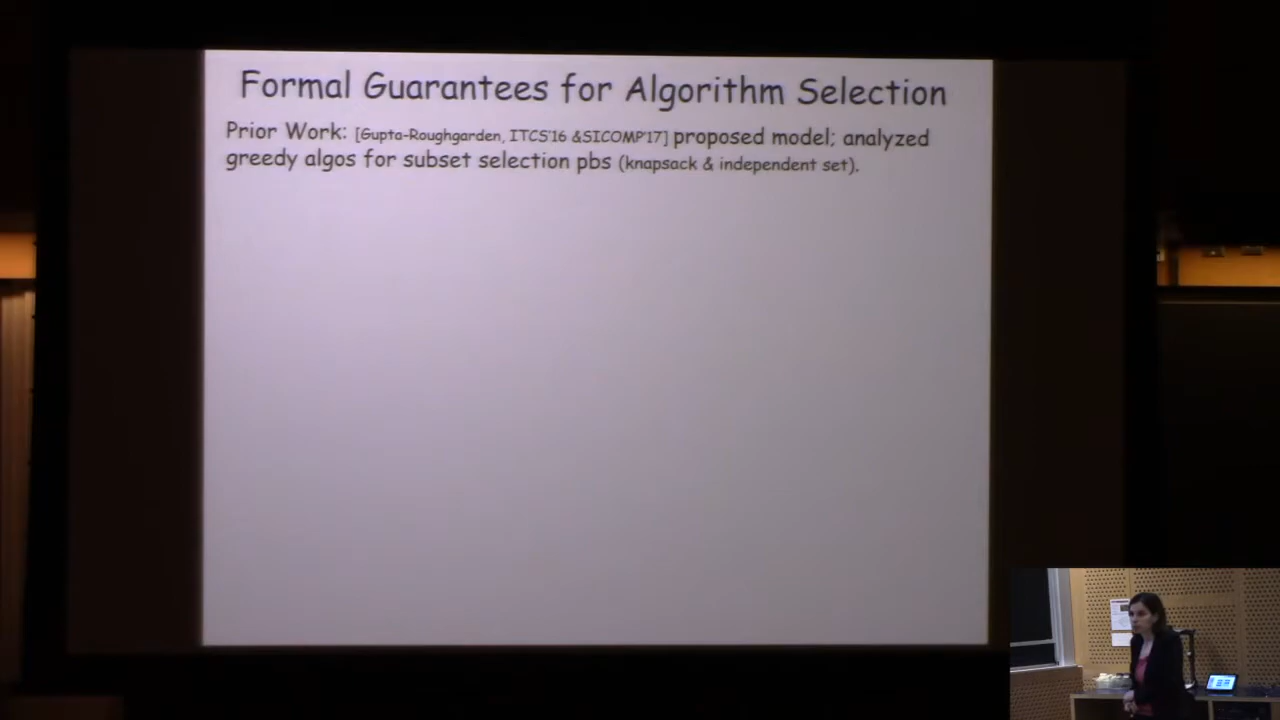 Formal Guarantees for Algorithm Selection
Prior Work: [Gupta-Roughgarden, ITCS'16 &SICOMP'17] proposed model; analyzed
greedy algos for subset selection pbs (knapsack & independent set).